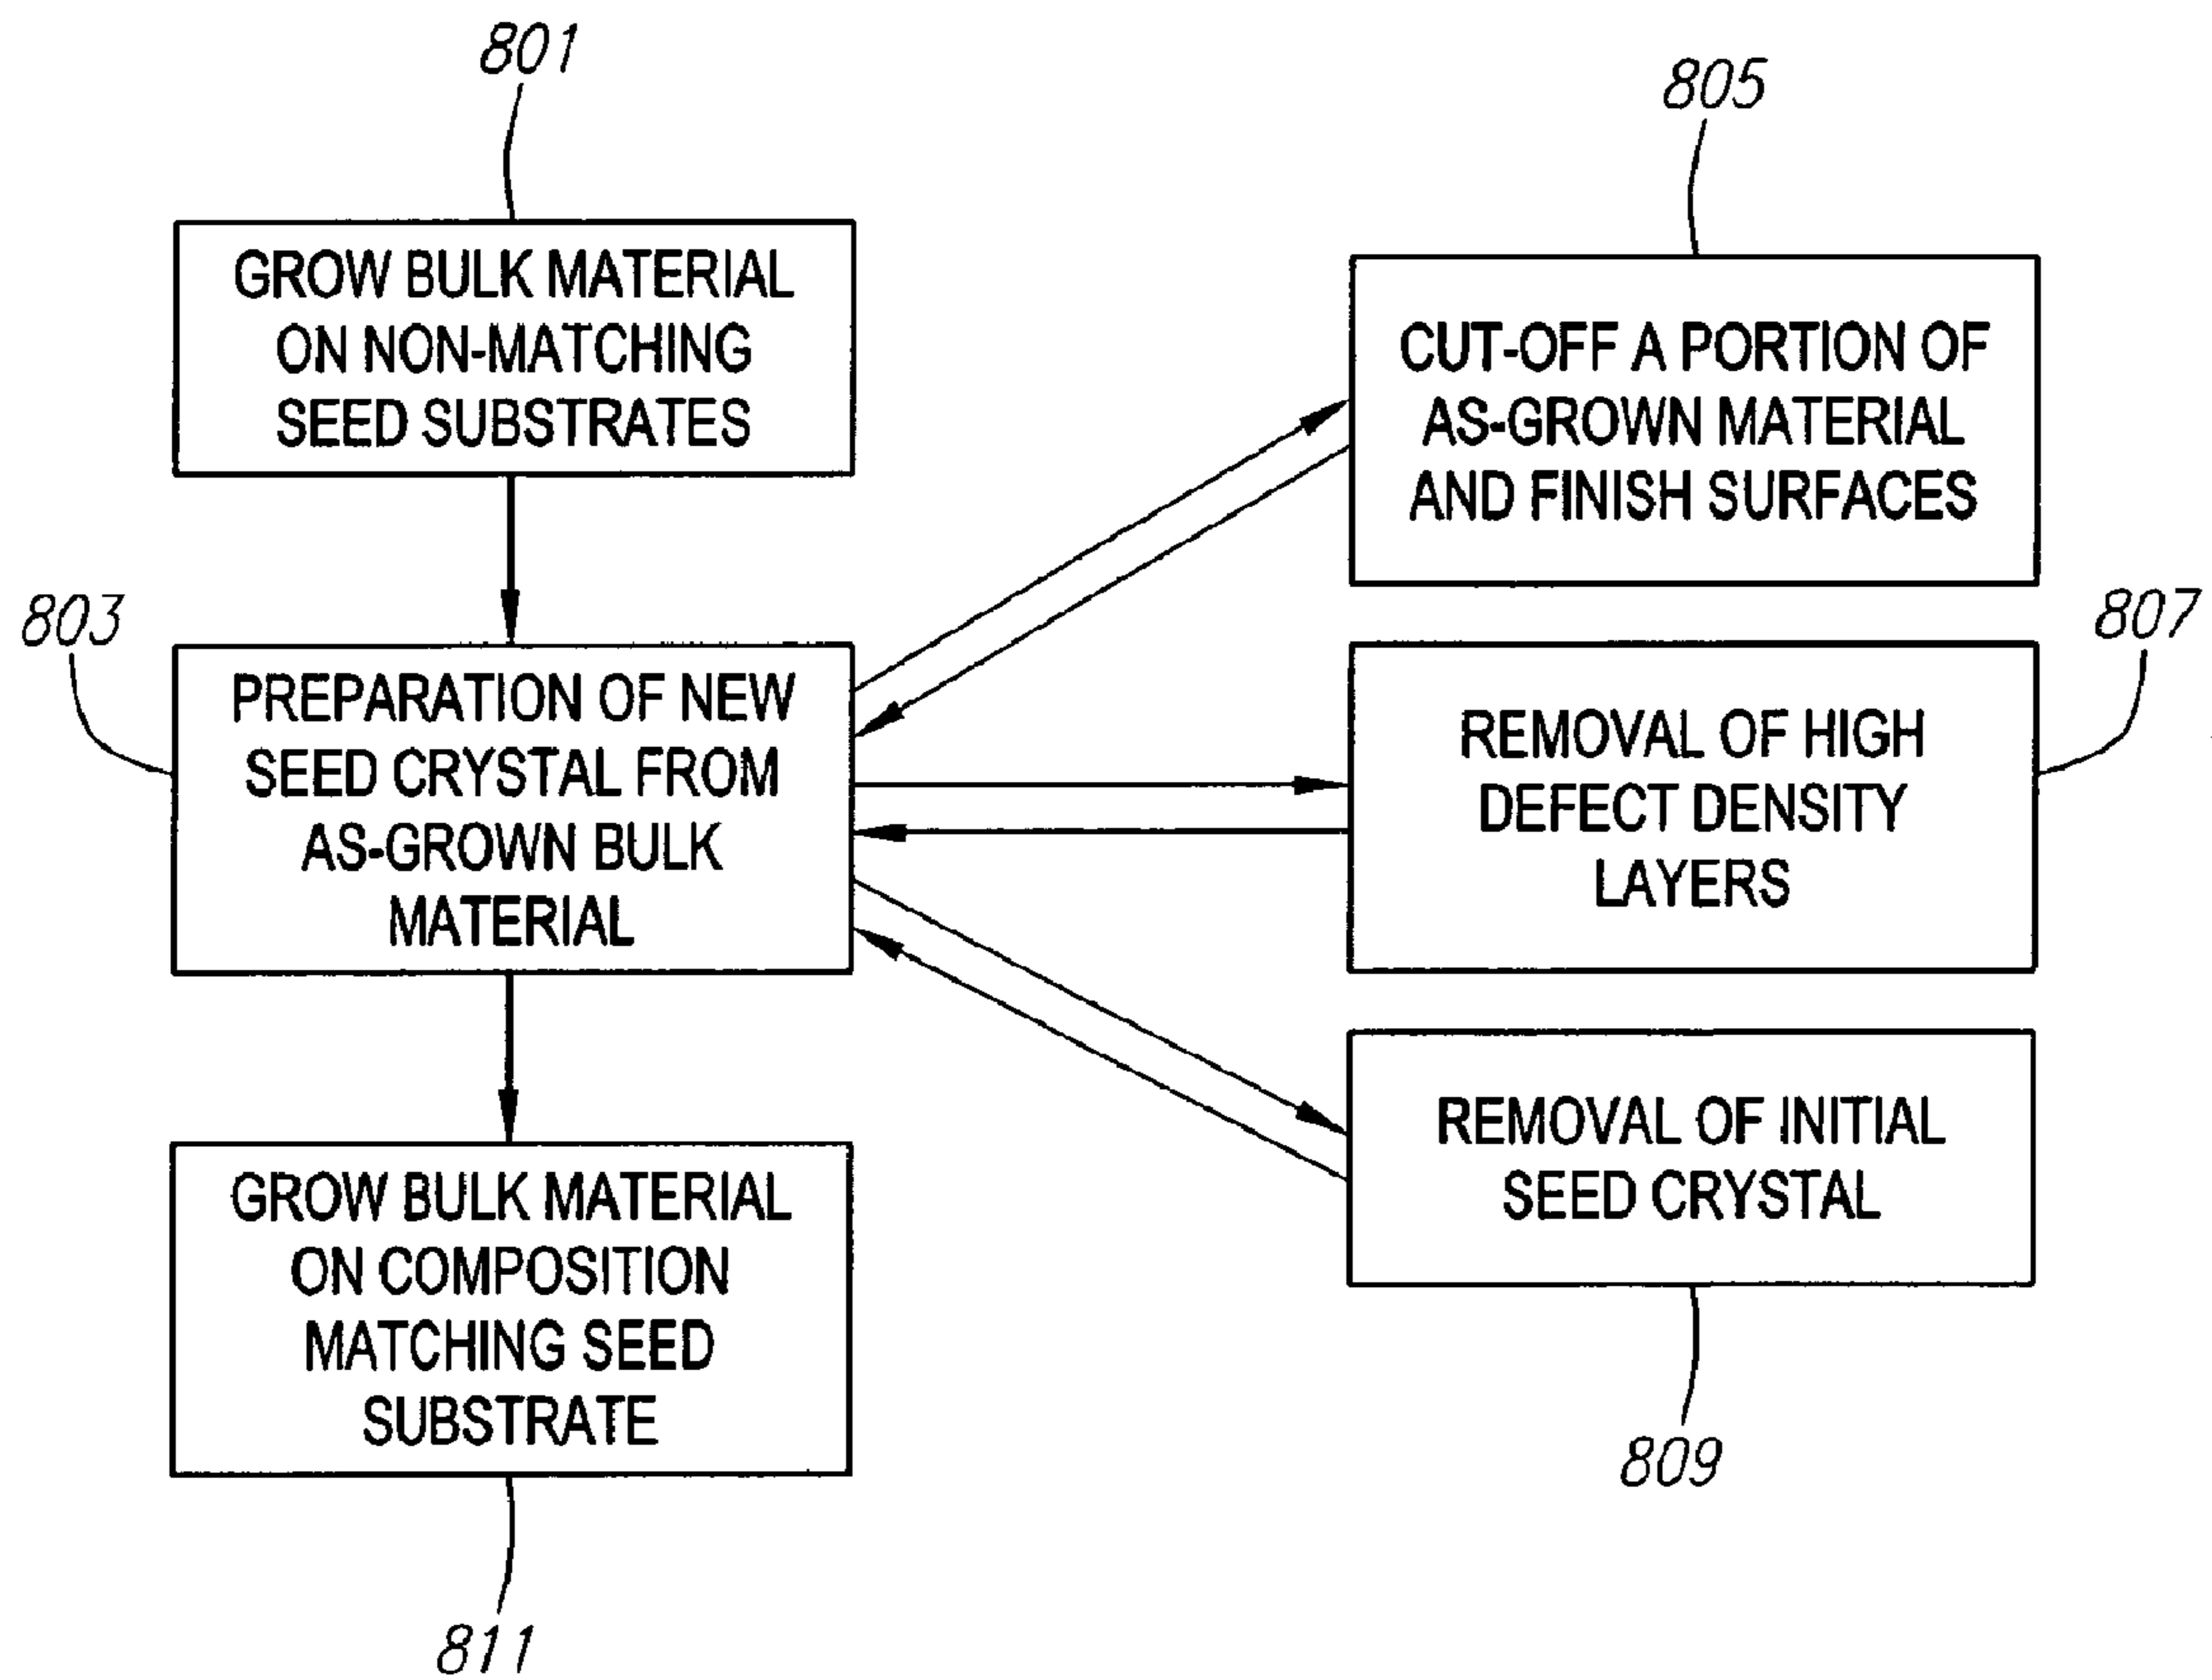 801
GROW BULK MATERIAL
ON NON-MATCHING
SEED SUBSTRATES
805
CUT-OFF A PORTION OF
AS-GROWN MATERIAL
AND FINISH SURFACES
803
PREPARATION OF NEW
SEED CRYSTAL FROM
AS-GROWN BULK
MATERIAL
807
REMOVAL OF HIGH
DEFECT DENSITY
LAYERS
REMOVAL OF INITIAL
SEED CRYSTAL
809
GROW BULK MATERIAL
ON COMPOSITION
MATCHING SEED
SUBSTRATE
811